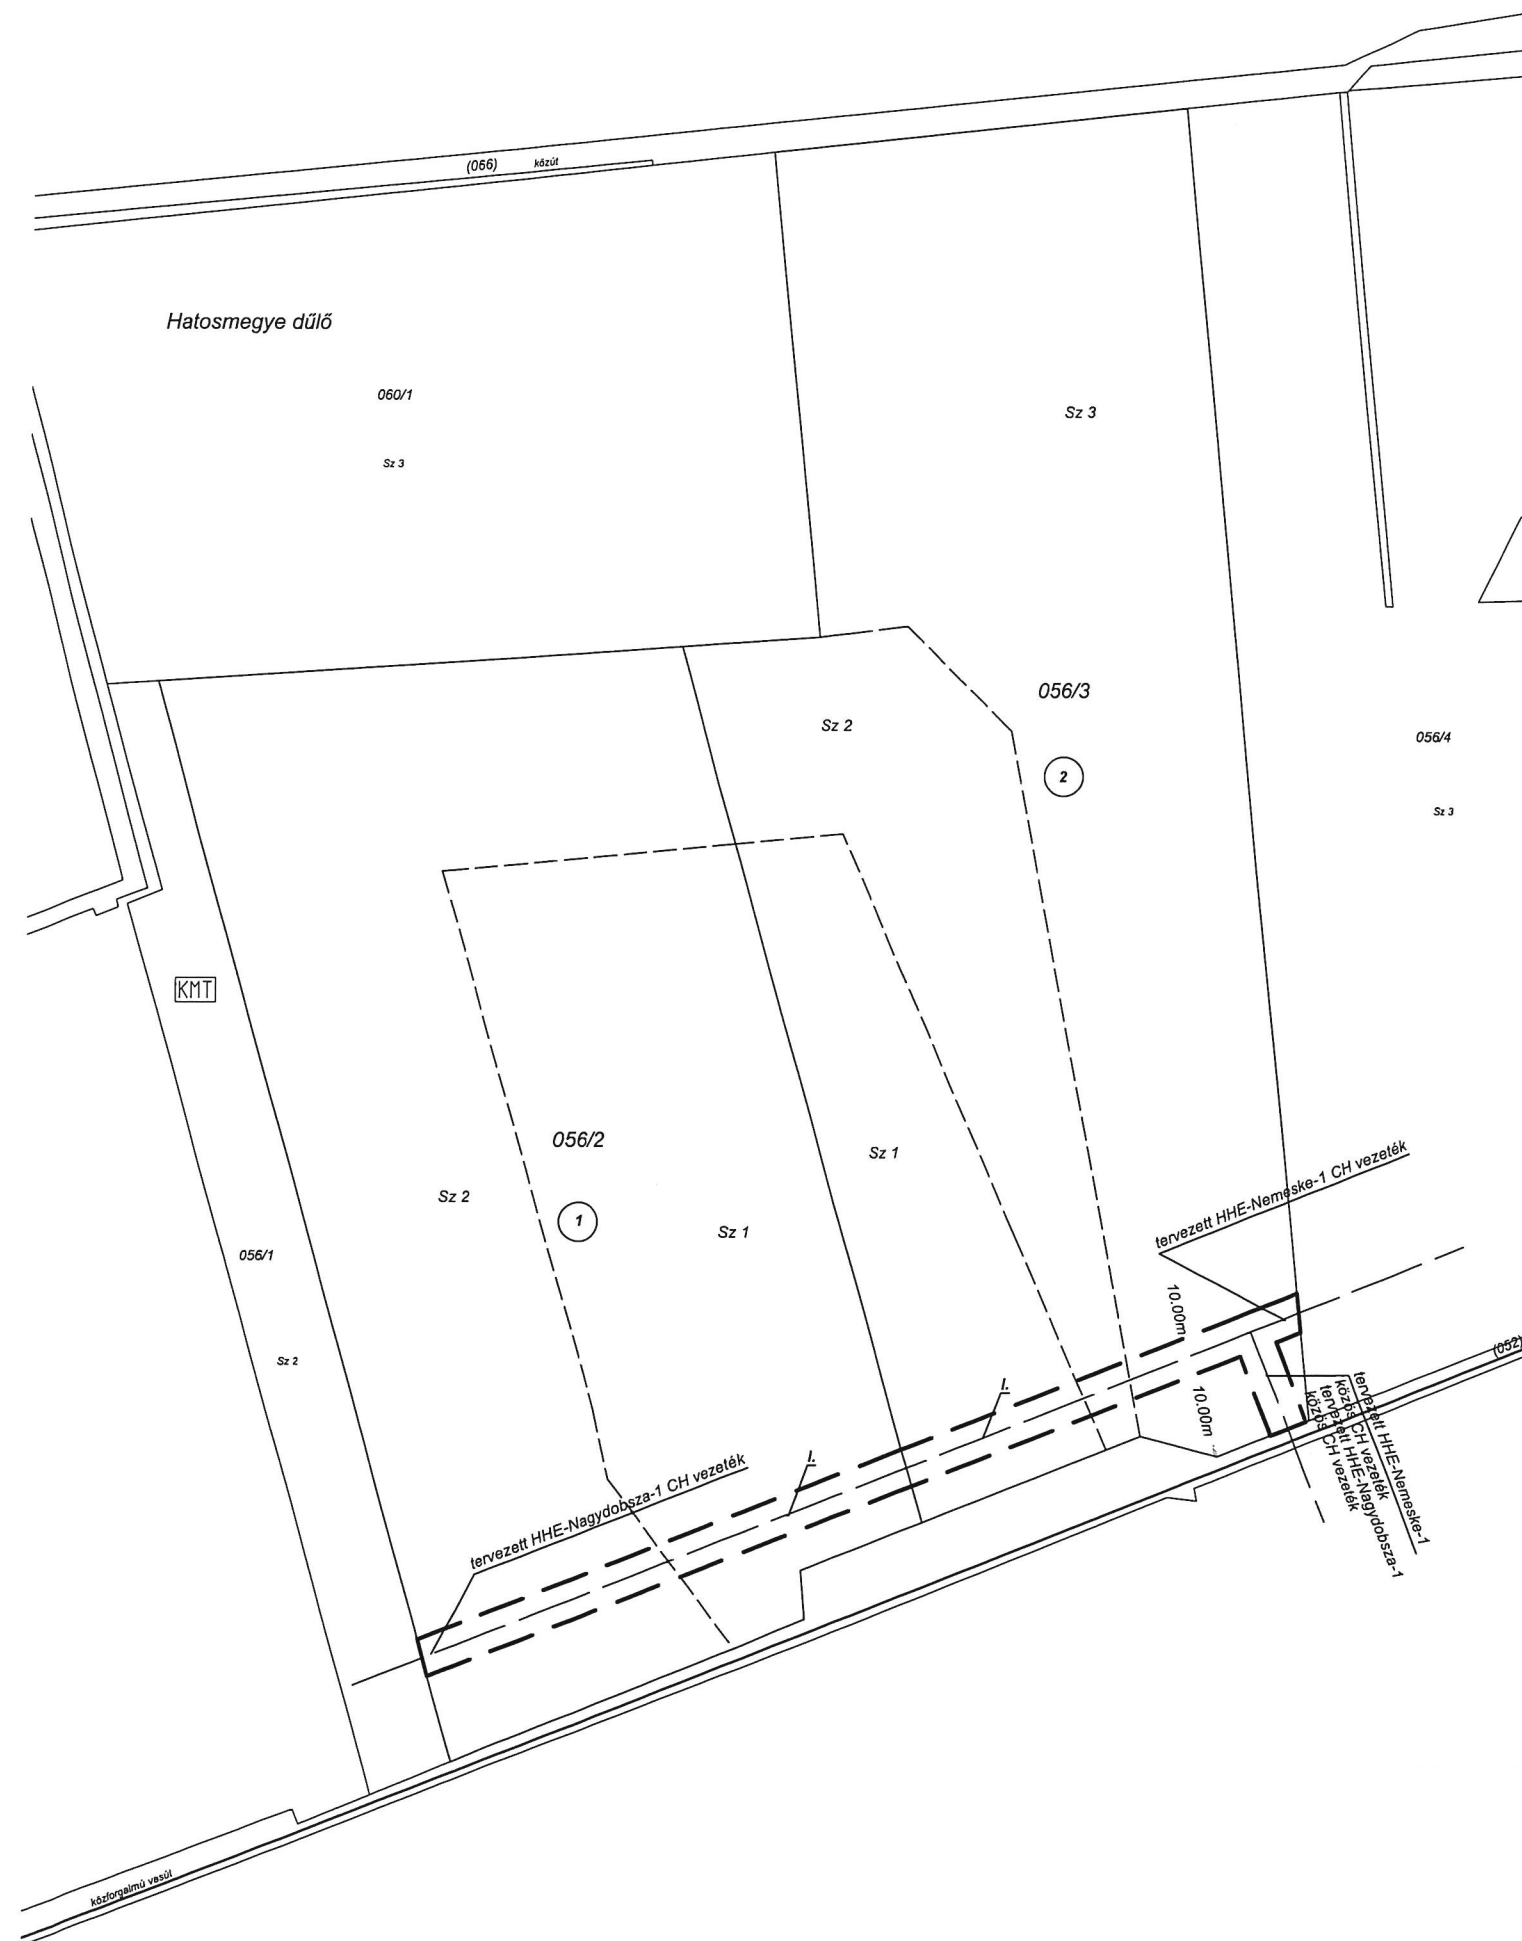 (066) közút
Hatosmegye dűlő
060/1
Sz 3
Sz 3
056/3
Sz 2
2
056/4
Sz 3
KMT
056/2
Sz 2
1
Sz 1
Sz 1
056/1
Sz 2
tervezett HHE-Nemeske-1 CH vezeték
10.00m
10.00m
(052)
I.
I.
tervezett HHE-Nagydobsza-1 CH vezeték
tervezett HHE-Nemeske-1
közös CH vezeték
tervezett HHE-Nagydobsza-1
közös CH vezeték
közforgalmú vasút